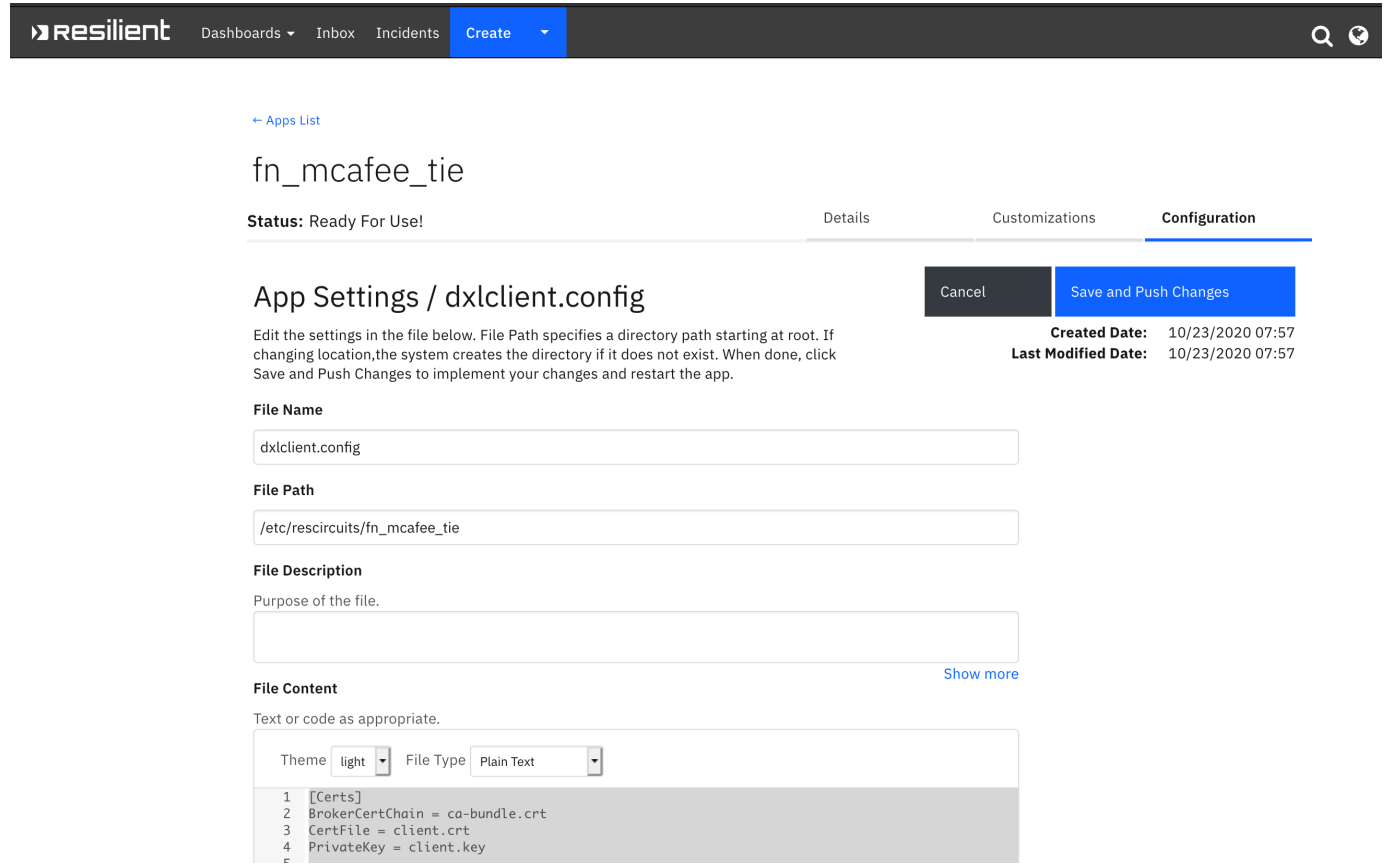 Resilient Dashboards Inbox Incidents Create
← Apps List
fn_mcafee_tie
Status: Ready For Use! Details Customizations Configuration
App Settings / dxlclient.config Cancel Save and Push Changes
Edit the settings in the file below. File Path specifies a directory path starting at root. If
changing location,the system creates the directory if it does not exist. When done, click
Save and Push Changes to implement your changes and restart the app.
Created Date: 10/23/2020 07:57
Last Modified Date: 10/23/2020 07:57
File Name
dxlclient.config
File Path
/etc/rescircuits/fn_mcafee_tie
File Description
Purpose of the file.
Show more
File Content
Text or code as appropriate.
Theme light File Type Plain Text
1 [Certs]
2 BrokerCertChain = ca-bundle.crt
3 CertFile = client.crt
4 PrivateKey = client.key
5